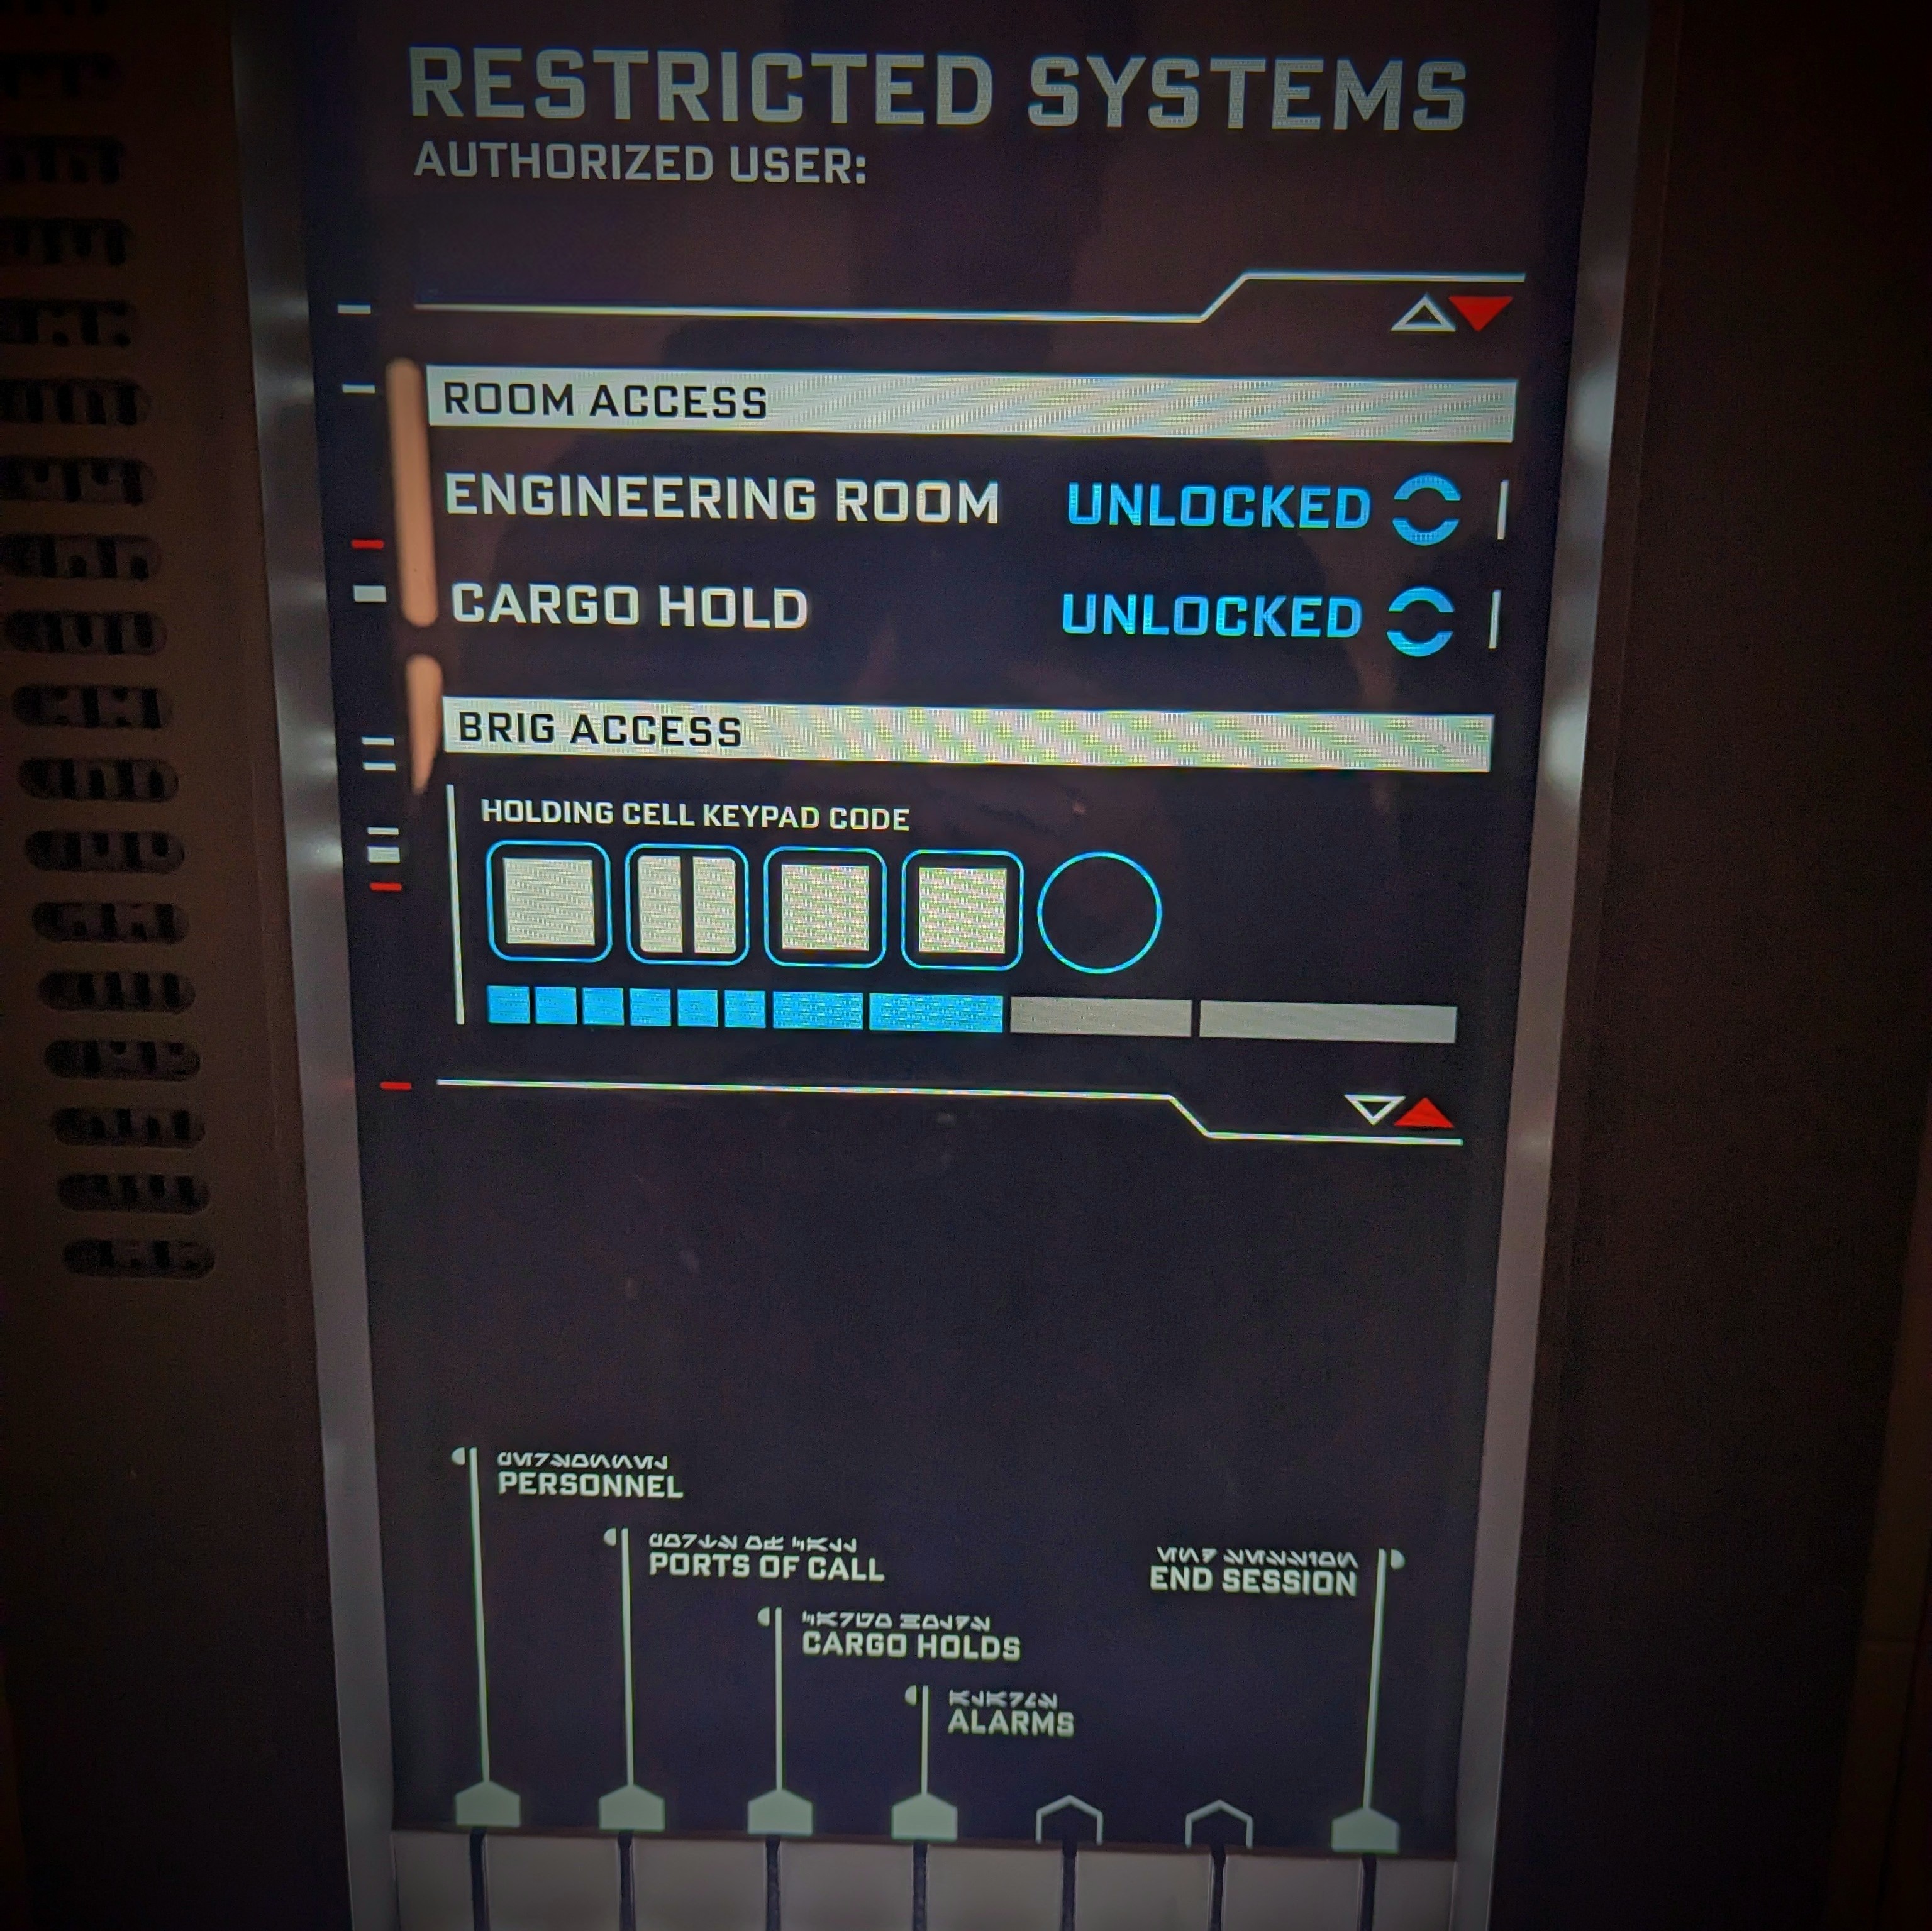 RESTRICTED SYSTEMS
AUTHORIZED USER:
ROOM ACCESS
ENGINEERING ROOM UNLOCKED
CARGO HOLD UNLOCKED
BRIG ACCESS
HOLDING CELL KEYPAD CODE
PERSONNEL
PORTS OF CALL
END SESSION
CARGO HOLDS
ALARMS